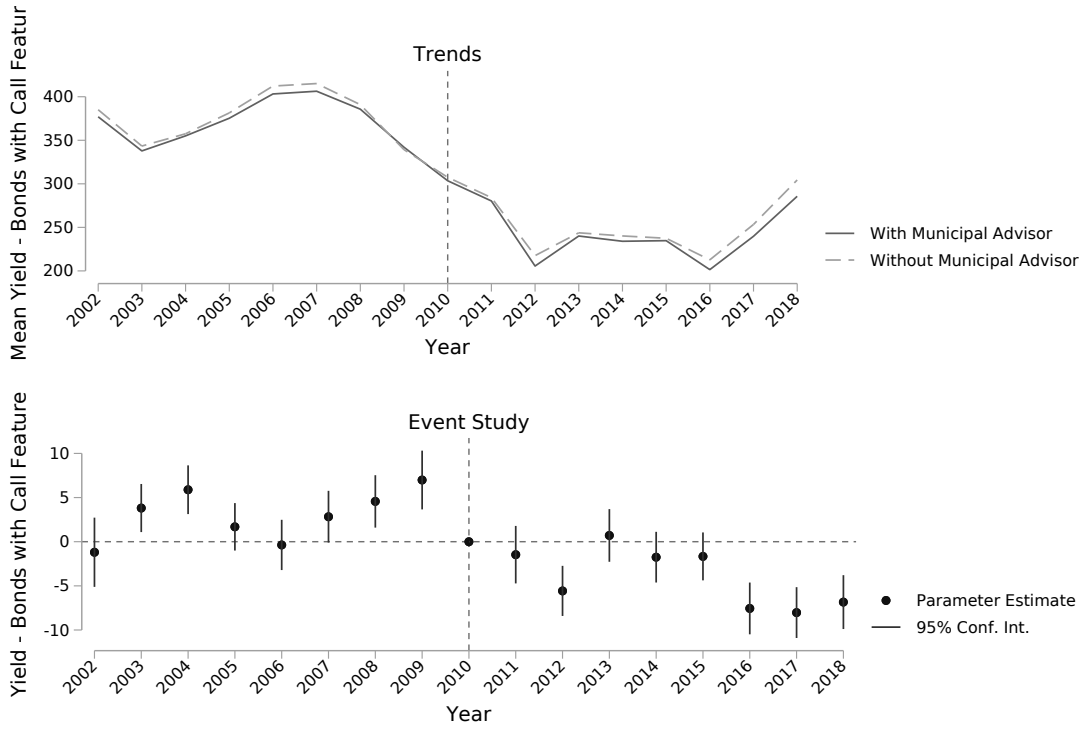 Trends
Mean Yield - Bonds with Call Featur
400
350
300
250
200
2002 2003 2004 2005 2006 2007 2008 2009 2010 2011 2012 2013 2014 2015 2016 2017 2018
Year
With Municipal Advisor
Without Municipal Advisor
Event Study
Yield - Bonds with Call Feature
10
5
0
-5
-10
2002 2003 2004 2005 2006 2007 2008 2009 2010 2011 2012 2013 2014 2015 2016 2017 2018
Year
Parameter Estimate
95% Conf. Int.